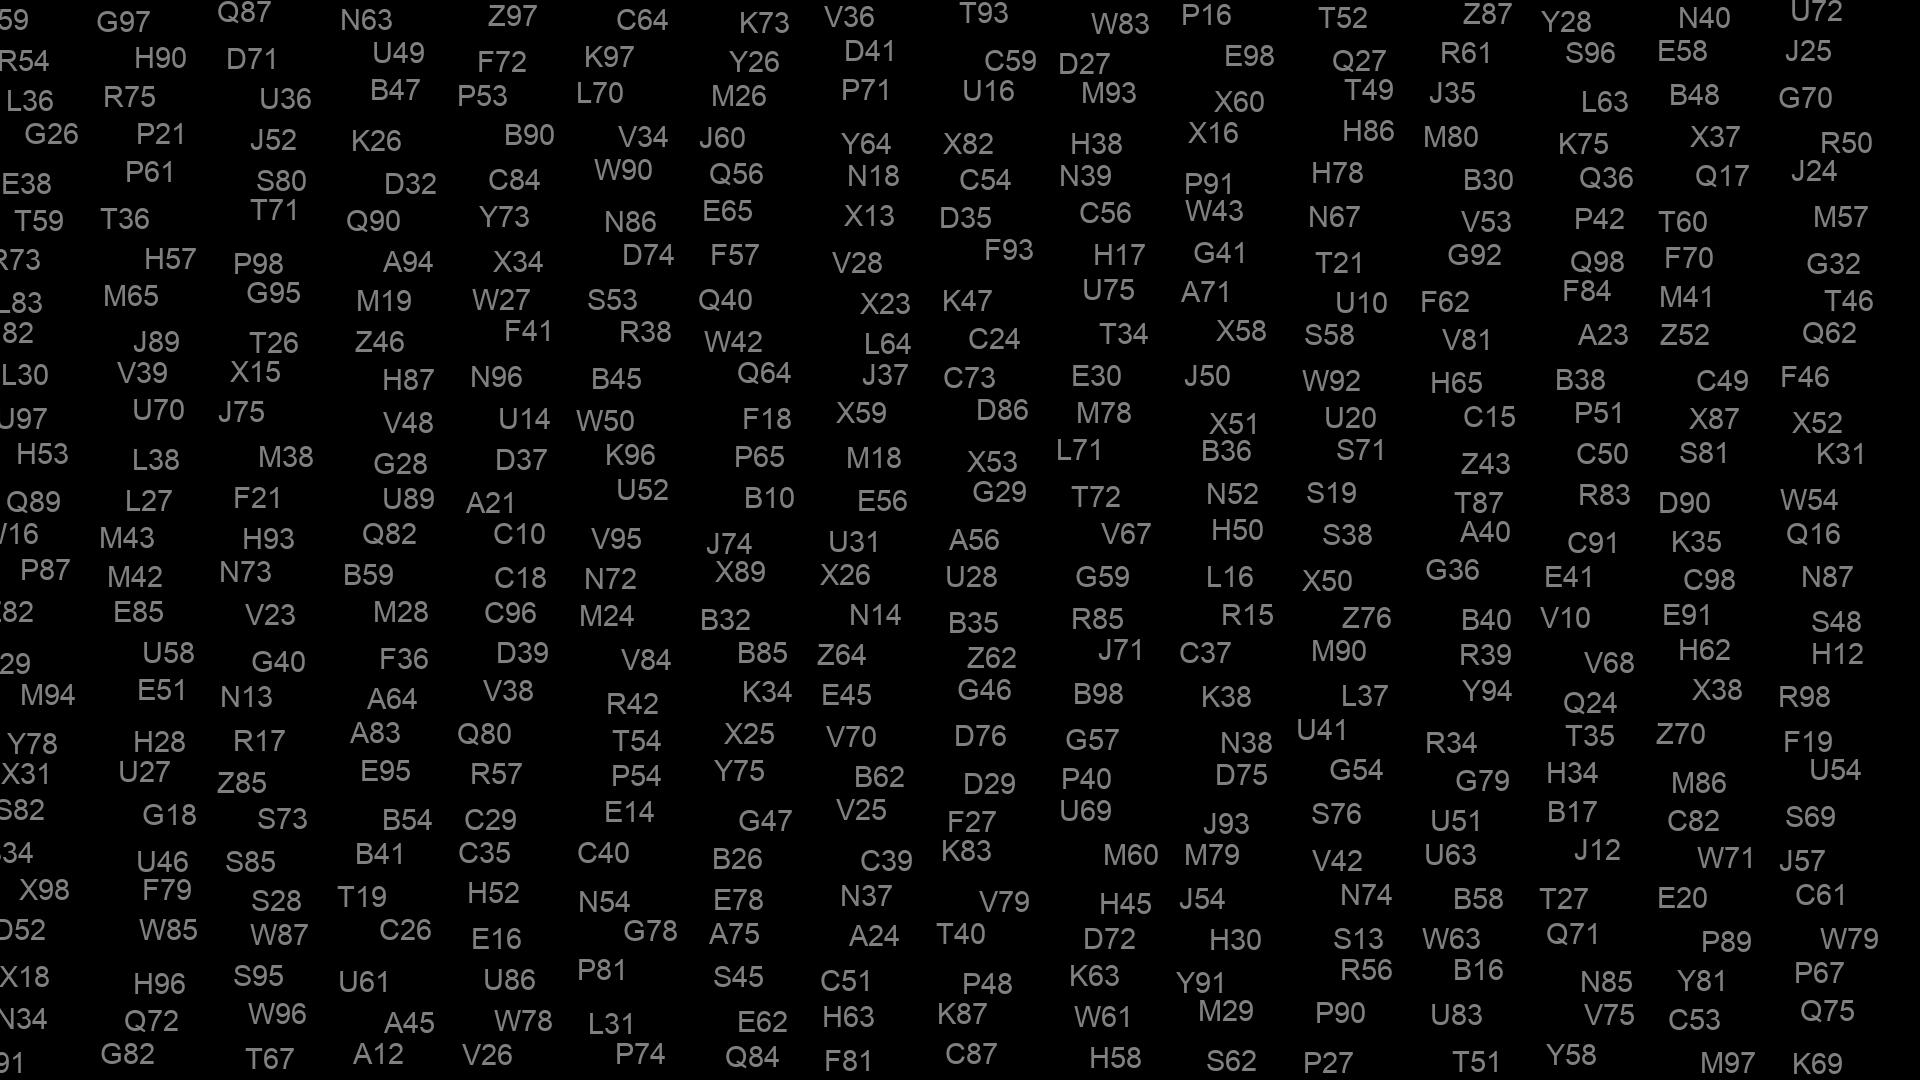 59 G97 Q87 N63 Z97 C64 K73 V36 T93 W83 P16 T52 Z87 Y28 N40 U72
R54 H90 D71 U49 F72 K97 Y26 D41 C59 D27 E98 Q27 R61 S96 E58 J25
L36 R75 U36 B47 P53 L70 M26 P71 U16 M93 X60 T49 J35 L63 B48 G70
G26 P21 J52 K26 B90 V34 J60 Y64 X82 H38 X16 H86 M80 K75 X37 R50
E38 P61 S80 D32 C84 W90 Q56 N18 C54 N39 P91 H78 B30 Q36 Q17 J24
T59 T36 T71 Q90 Y73 N86 E65 X13 D35 C56 W43 N67 V53 P42 T60 M57
R73 H57 P98 A94 X34 D74 F57 V28 F93 H17 G41 T21 G92 Q98 F70 G32
L83 M65 G95 M19 W27 S53 Q40 X23 K47 U75 A71 U10 F62 F84 M41 T46
82 J89 T26 Z46 F41 R38 W42 L64 C24 T34 X58 S58 V81 A23 Z52 Q62
L30 V39 X15 H87 N96 B45 Q64 J37 C73 E30 J50 W92 H65 B38 C49 F46
U97 U70 J75 V48 U14 W50 F18 X59 D86 M78 X51 U20 C15 P51 X87 X52
H53 L38 M38 G28 D37 K96 P65 M18 X53 L71 B36 S71 Z43 C50 S81 K31
Q89 L27 F21 U89 A21 U52 B10 E56 G29 T72 N52 S19 T87 R83 D90 W54
16 M43 H93 Q82 C10 V95 J74 U31 A56 V67 H50 S38 A40 C91 K35 Q16
P87 M42 N73 B59 C18 N72 X89 X26 U28 G59 L16 X50 G36 E41 C98 N87
82 E85 V23 M28 C96 M24 B32 N14 B35 R85 R15 Z76 B40 V10 E91 S48
29 U58 G40 F36 D39 V84 B85 Z64 Z62 J71 C37 M90 R39 V68 H62 H12
M94 E51 N13 A64 V38 R42 K34 E45 G46 B98 K38 L37 Y94 Q24 X38 R98
Y78 H28 R17 A83 Q80 T54 X25 V70 D76 G57 N38 U41 R34 T35 Z70 F19
X31 U27 Z85 E95 R57 P54 Y75 B62 D29 P40 D75 G54 G79 H34 M86 U54
S82 G18 S73 B54 C29 E14 G47 V25 F27 U69 J93 S76 U51 B17 C82 S69
34 U46 S85 B41 C35 C40 B26 C39 K83 M60 M79 V42 U63 J12 W71 J57
X98 F79 S28 T19 H52 N54 E78 N37 V79 H45 J54 N74 B58 T27 E20 C61
D52 W85 W87 C26 E16 G78 A75 A24 T40 D72 H30 S13 W63 Q71 P89 W79
X18 H96 S95 U61 U86 P81 S45 C51 P48 K63 Y91 R56 B16 N85 Y81 P67
N34 Q72 W96 A45 W78 L31 E62 H63 K87 W61 M29 P90 U83 V75 C53 Q75
91 G82 T67 A12 V26 P74 Q84 F81 C87 H58 S62 P27 T51 Y58 M97 K69